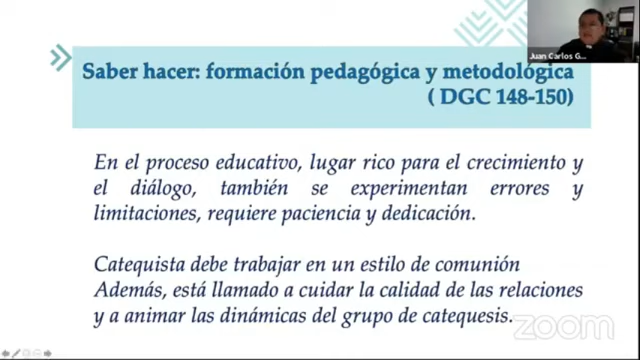 Juan Carlos G...
Saber hacer: formación pedagógica y metodológica
( DGC 148-150)
En el proceso educativo, lugar rico para el crecimiento y
el diálogo, también se experimentan errores y
limitaciones, requiere paciencia y dedicación.
Catequista debe trabajar en un estilo de comunión
Además, está llamado a cuidar la calidad de las relaciones
y a animar las dinámicas del grupo de catequesis.
zoom